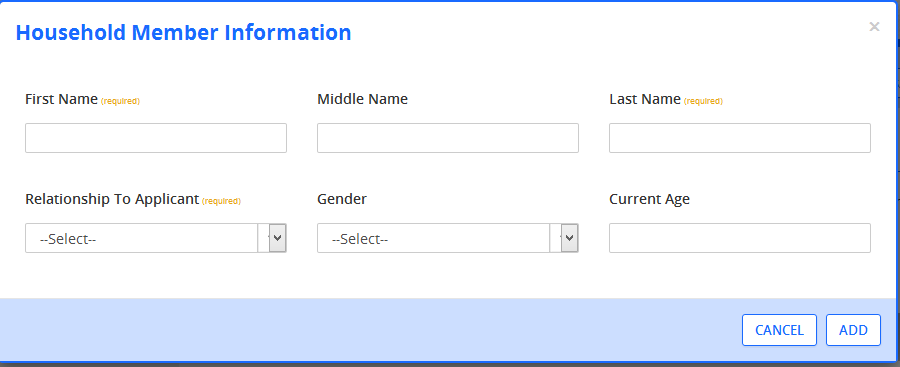 Household Member Information
×
First Name (required) Middle Name Last Name (required)
Relationship To Applicant (required) Gender Current Age
--Select-- --Select--
CANCEL ADD